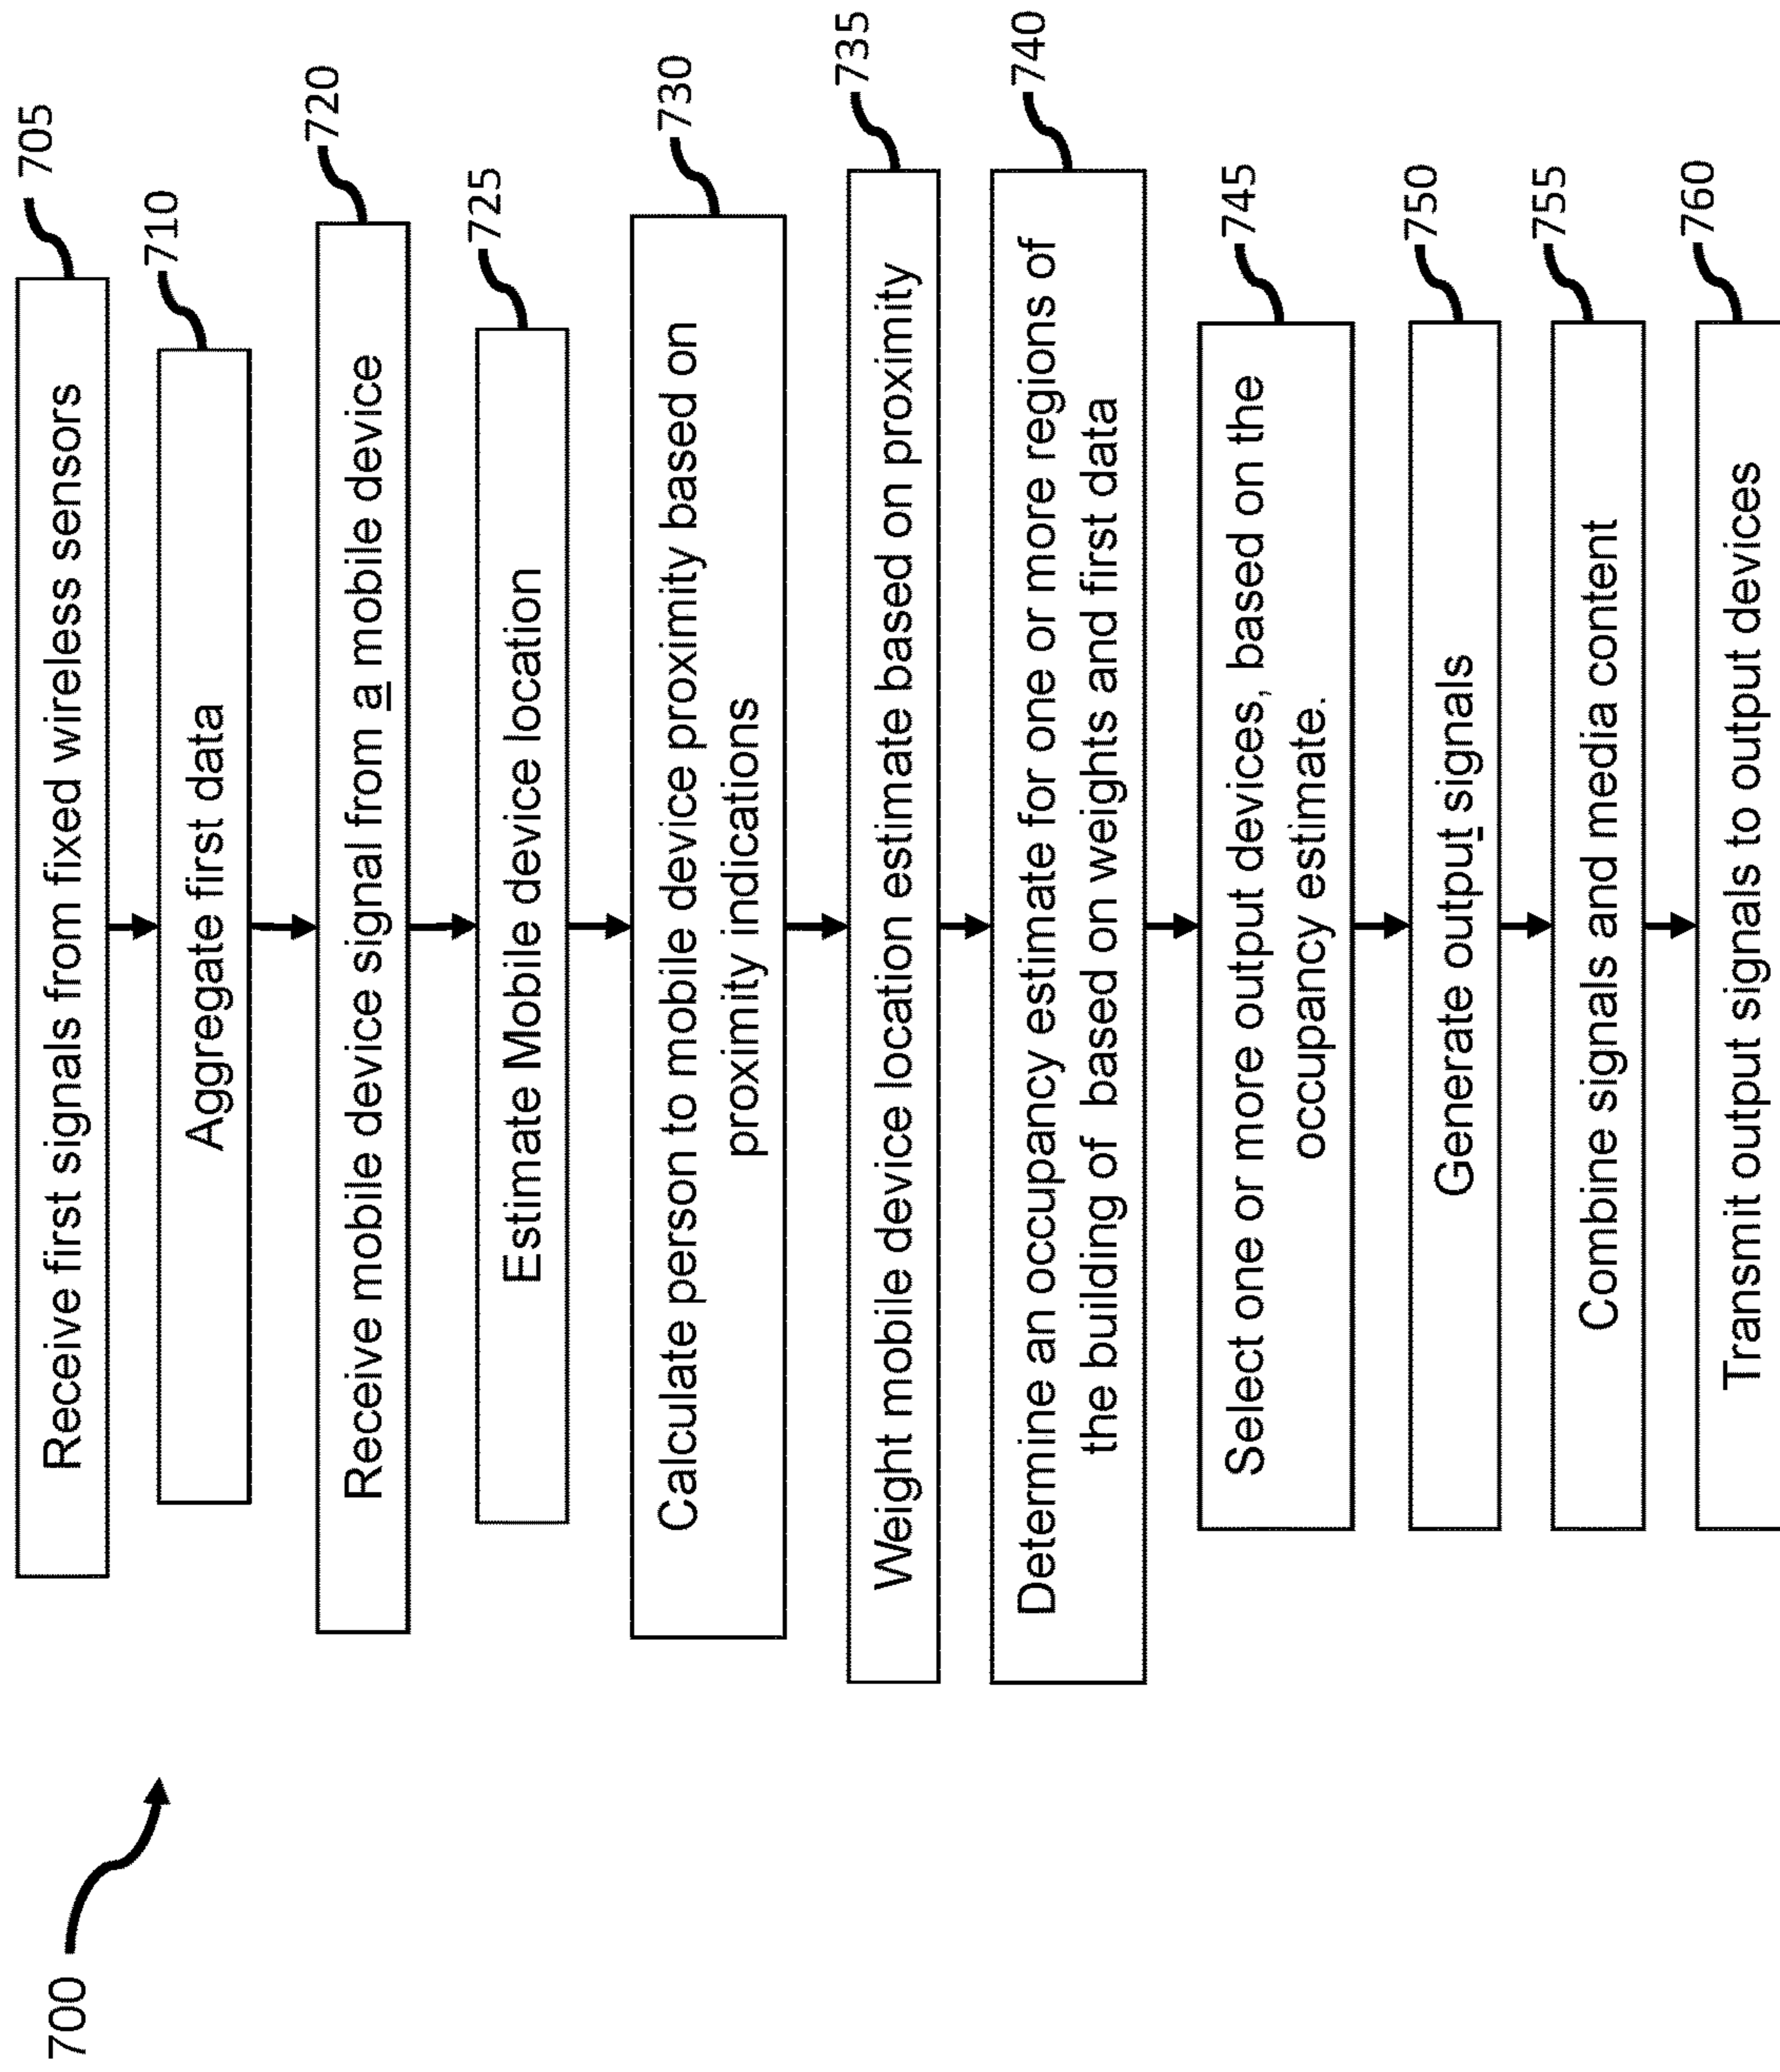 700
Receive first signals from fixed wireless sensors
705
Aggregate first data
710
Receive mobile device signal from a mobile device
720
Estimate Mobile device location
725
Calculate person to mobile device proximity based on
proximity indications
730
Weight mobile device location estimate based on proximity
735
Determine an occupancy estimate for one or more regions of
the building of based on weights and first data
740
Select one or more output devices, based on the
occupancy estimate.
745
Generate output signals
750
Combine signals and media content
755
Transmit output signals to output devices
760